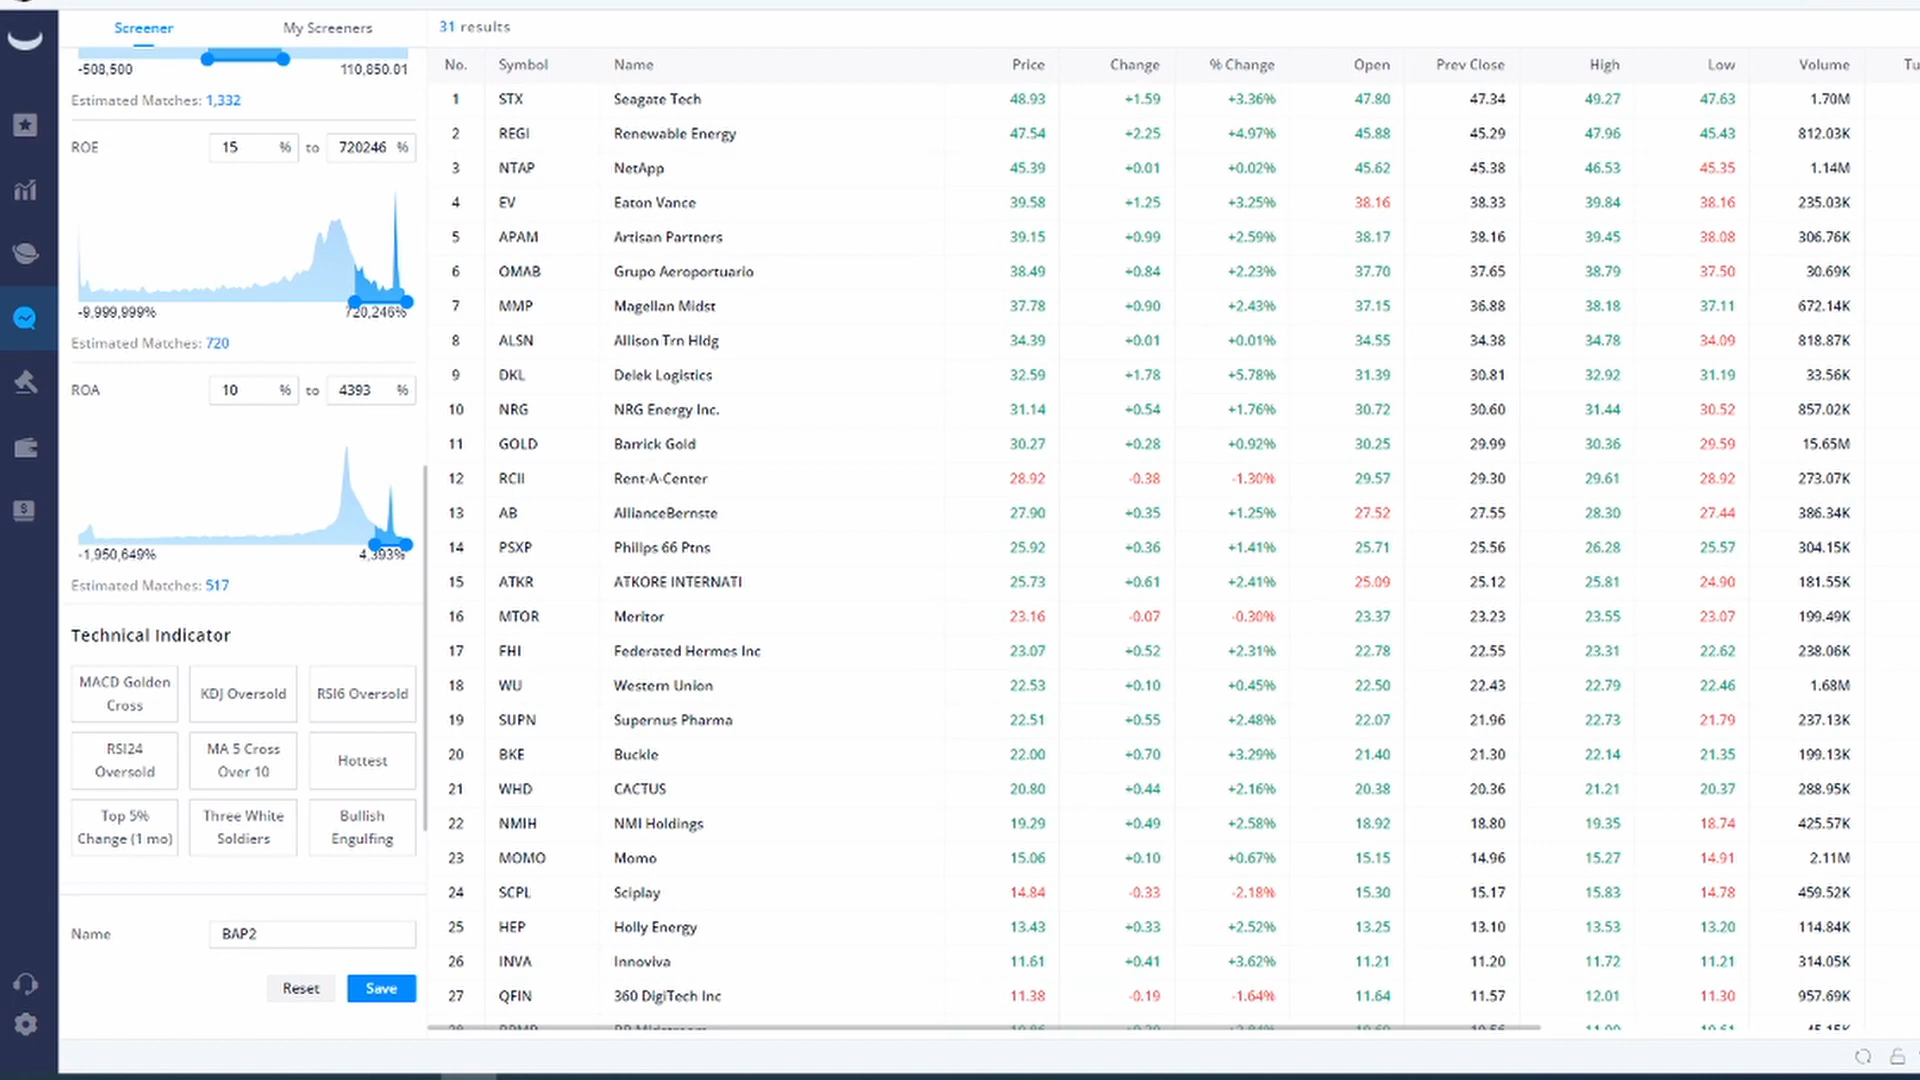 Screener My Screeners
-508,500 110,850.01
Estimated Matches: 1,332
ROE 15 % to 720246 %
-9,999,999% 720,246%
Estimated Matches: 720
ROA 10 % to 4393 %
-1,950,649% 4,393%
Estimated Matches: 517
Technical Indicator
MACD Golden Cross
KDJ Oversold
RSI6 Oversold
RSI24 Oversold
MA 5 Cross Over 10
Hottest
Top 5% Change (1 mo)
Three White Soldiers
Bullish Engulfing
Name BAP2
Reset Save
31 results
No. Symbol Name Price Change % Change Open Prev Close High Low Volume Tu
1 STX Seagate Tech 48.93 +1.59 +3.36% 47.80 47.34 49.27 47.63 1.70M
2 REGI Renewable Energy 47.54 +2.25 +4.97% 45.88 45.29 47.96 45.43 812.03K
3 NTAP NetApp 45.39 +0.01 +0.02% 45.62 45.38 46.53 45.35 1.14M
4 EV Eaton Vance 39.58 +1.25 +3.25% 38.16 38.33 39.84 38.16 235.03K
5 APAM Artisan Partners 39.15 +0.99 +2.59% 38.17 38.16 39.45 38.08 306.76K
6 OMAB Grupo Aeroportuario 38.49 +0.84 +2.23% 37.70 37.65 38.79 37.50 30.69K
7 MMP Magellan Midst 37.78 +0.90 +2.43% 37.15 36.88 38.18 37.11 672.14K
8 ALSN Allison Trn Hldg 34.39 +0.01 +0.01% 34.55 34.38 34.78 34.09 818.87K
9 DKL Delek Logistics 32.59 +1.78 +5.78% 31.39 30.81 32.92 31.19 33.56K
10 NRG NRG Energy Inc. 31.14 +0.54 +1.76% 30.72 30.60 31.44 30.52 857.02K
11 GOLD Barrick Gold 30.27 +0.28 +0.92% 30.25 29.99 30.36 29.59 15.65M
12 RCII Rent-A-Center 28.92 -0.38 -1.30% 29.57 29.30 29.61 28.92 273.07K
13 AB AllianceBernste 27.90 +0.35 +1.25% 27.52 27.55 28.30 27.44 386.34K
14 PSXP Phillps 66 Ptns 25.92 +0.36 +1.41% 25.71 25.56 26.28 25.57 304.15K
15 ATKR ATKORE INTERNATI 25.73 +0.61 +2.41% 25.09 25.12 25.81 24.90 181.55K
16 MTOR Meritor 23.16 -0.07 -0.30% 23.37 23.23 23.55 23.07 199.49K
17 FHI Federated Hermes Inc 23.07 +0.52 +2.31% 22.78 22.55 23.31 22.62 238.06K
18 WU Western Union 22.53 +0.10 +0.45% 22.50 22.43 22.79 22.46 1.68M
19 SUPN Supernus Pharma 22.51 +0.55 +2.48% 22.07 21.96 22.73 21.79 237.13K
20 BKE Buckle 22.00 +0.70 +3.29% 21.40 21.30 22.14 21.35 199.13K
21 WHD CACTUS 20.80 +0.44 +2.16% 20.38 20.36 21.21 20.37 288.95K
22 NMIH NMI Holdings 19.29 +0.49 +2.58% 18.92 18.80 19.35 18.74 425.57K
23 MOMO Momo 15.06 +0.10 +0.67% 15.15 14.96 15.27 14.91 2.11M
24 SCPL Sciplay 14.84 -0.33 -2.18% 15.30 15.17 15.83 14.78 459.52K
25 HEP Holly Energy 13.43 +0.33 +2.52% 13.25 13.10 13.53 13.20 114.84K
26 INVA Innoviva 11.61 +0.41 +3.62% 11.21 11.20 11.72 11.21 314.05K
27 QFIN 360 DigiTech Inc 11.38 -0.19 -1.64% 11.64 11.57 12.01 11.30 957.69K